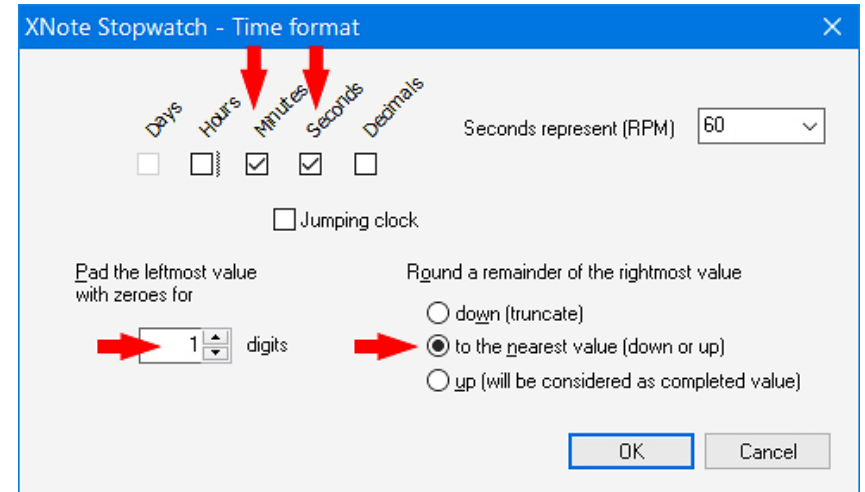 XNote Stopwatch - Time format
Days Hours Minutes Seconds Decimals
Seconds represent (RPM) 60
Jumping clock
Pad the leftmost value
with zeroes for
1 digits
Round a remainder of the rightmost value
down (truncate)
to the nearest value (down or up)
up (will be considered as completed value)
OK Cancel